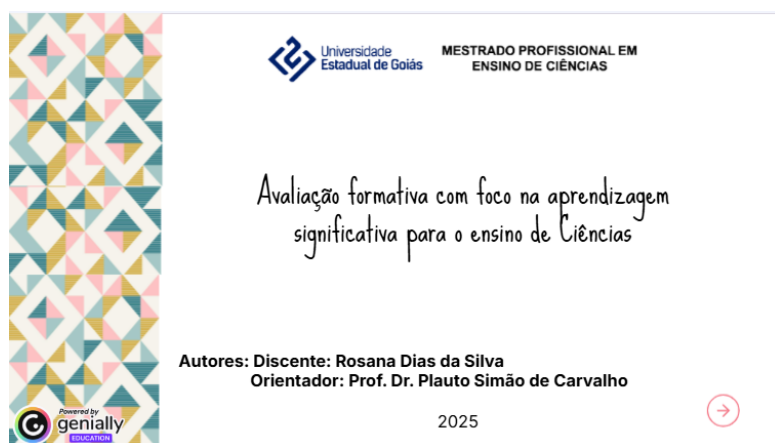 Universidade
Estadual de Goiás
MESTRADO PROFISSIONAL EM
ENSINO DE CIÊNCIAS
Avaliação formativa com foco na aprendizagem
significativa para o ensino de Ciências
Autores: Discente: Rosana Dias da Silva
Orientador: Prof. Dr. Plauto Simão de Carvalho
2025
Powered by
genially
EDUCATION